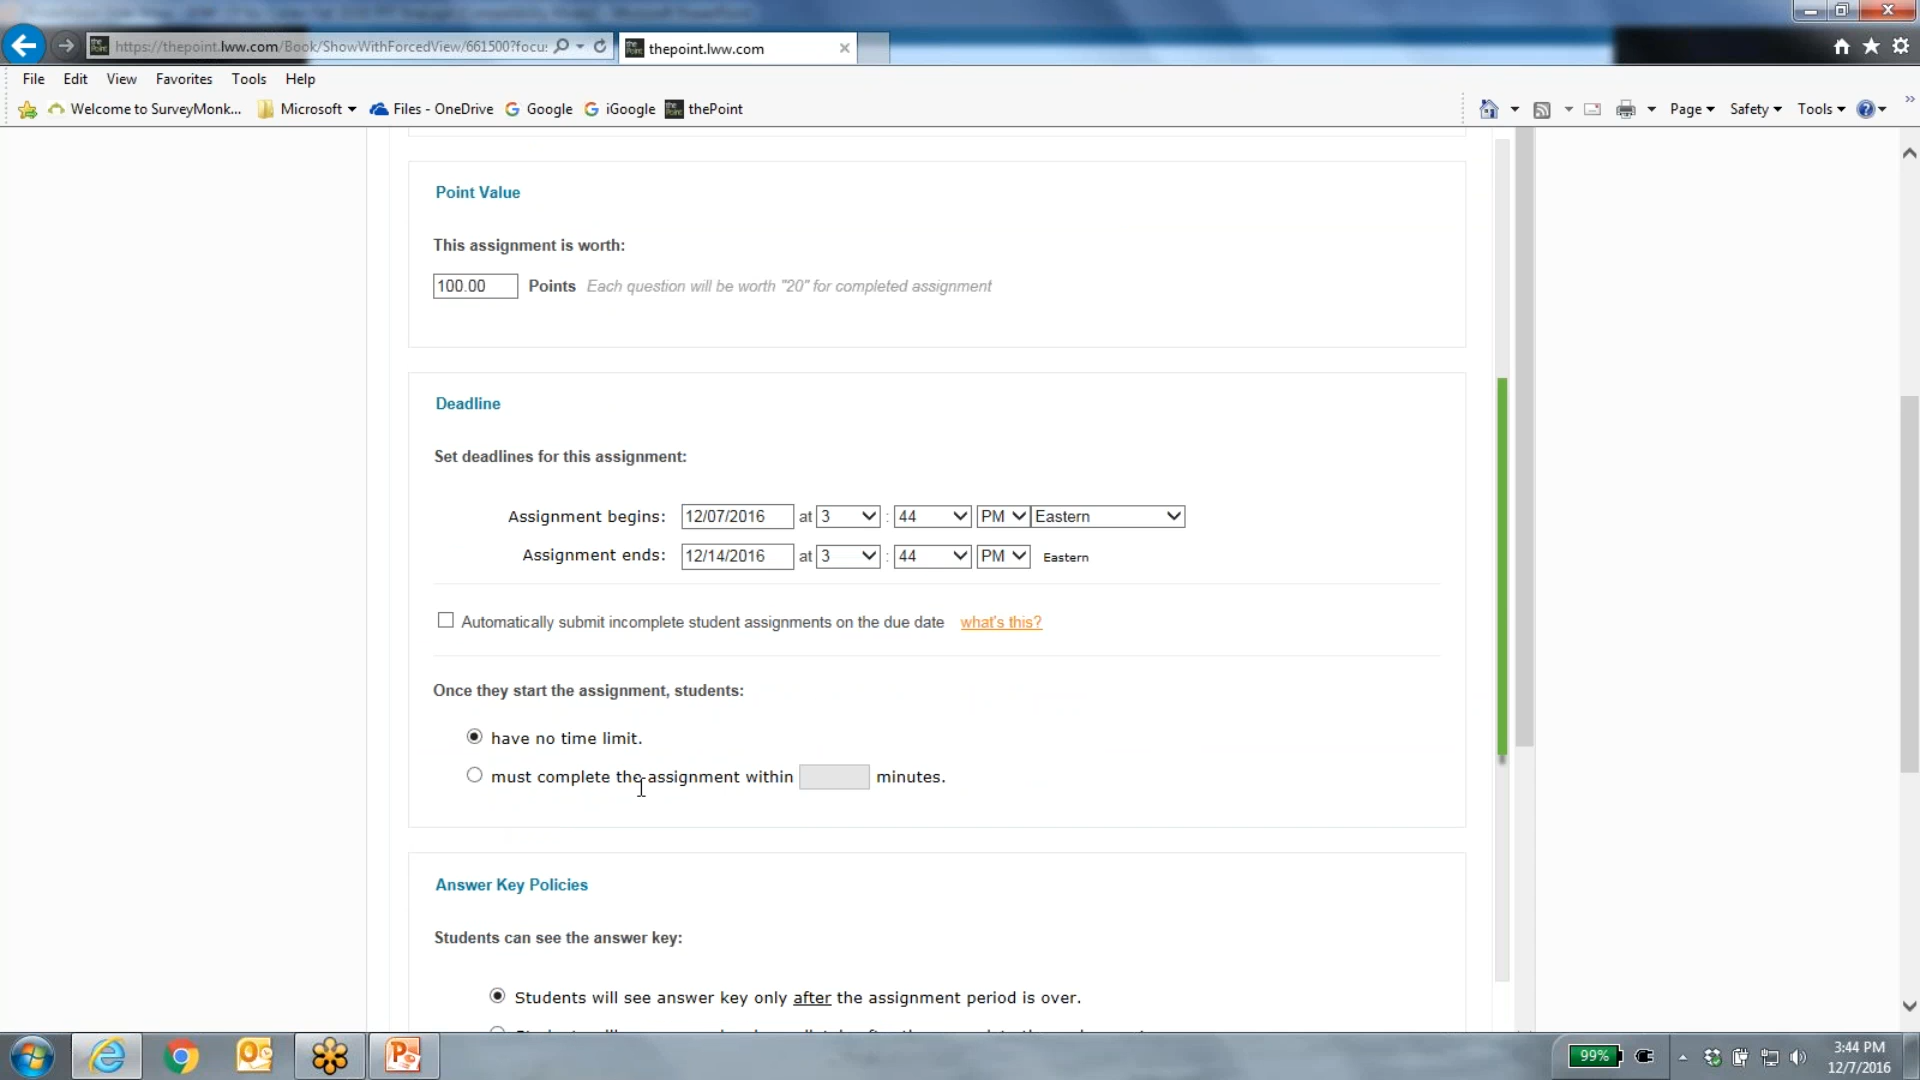 https://thepoint.lww.com/Book/ShowWithForcedView/661500?focu:
thepoint.lww.com
File Edit View Favorites Tools Help
Welcome to SurveyMonk... Microsoft Files - OneDrive Google iGoogle thePoint
Page Safety Tools
Point Value
This assignment is worth:
100.00 Points Each question will be worth "20" for completed assignment
Deadline
Set deadlines for this assignment:
Assignment begins: 12/07/2016 at 3 : 44 PM Eastern
Assignment ends: 12/14/2016 at 3 : 44 PM Eastern
Automatically submit incomplete student assignments on the due date what's this?
Once they start the assignment, students:
have no time limit.
must complete the assignment within minutes.
Answer Key Policies
Students can see the answer key:
Students will see answer key only after the assignment period is over.
99%
3:44 PM
12/7/2016